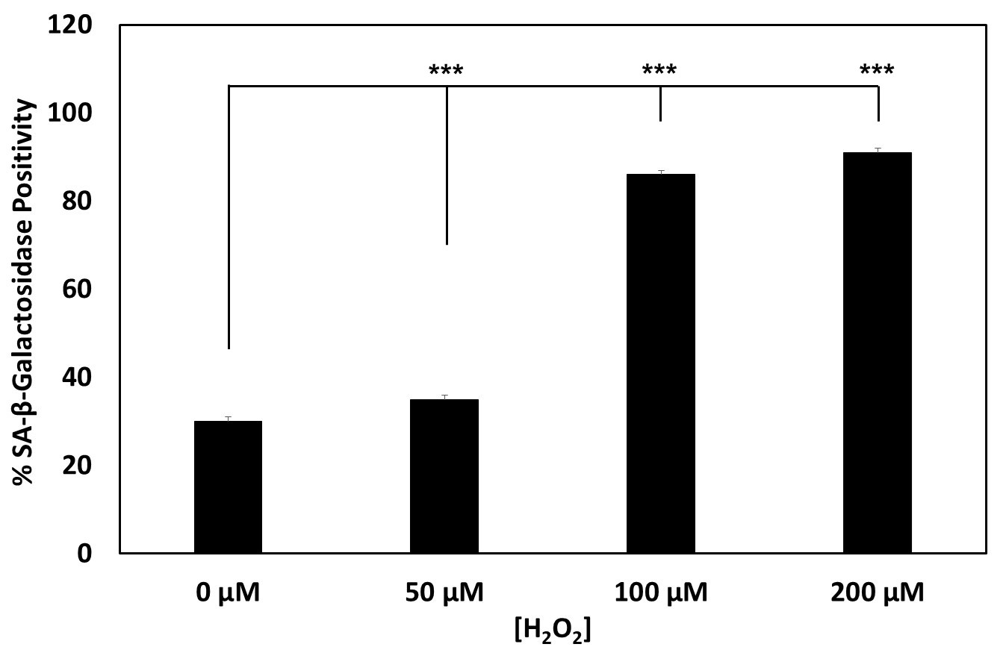 120
*** *** ***
100
80
60
40
20
0
% SA-β-Galactosidase Positivity
0 µM 50 µM 100 µM 200 µM
[H₂O₂]